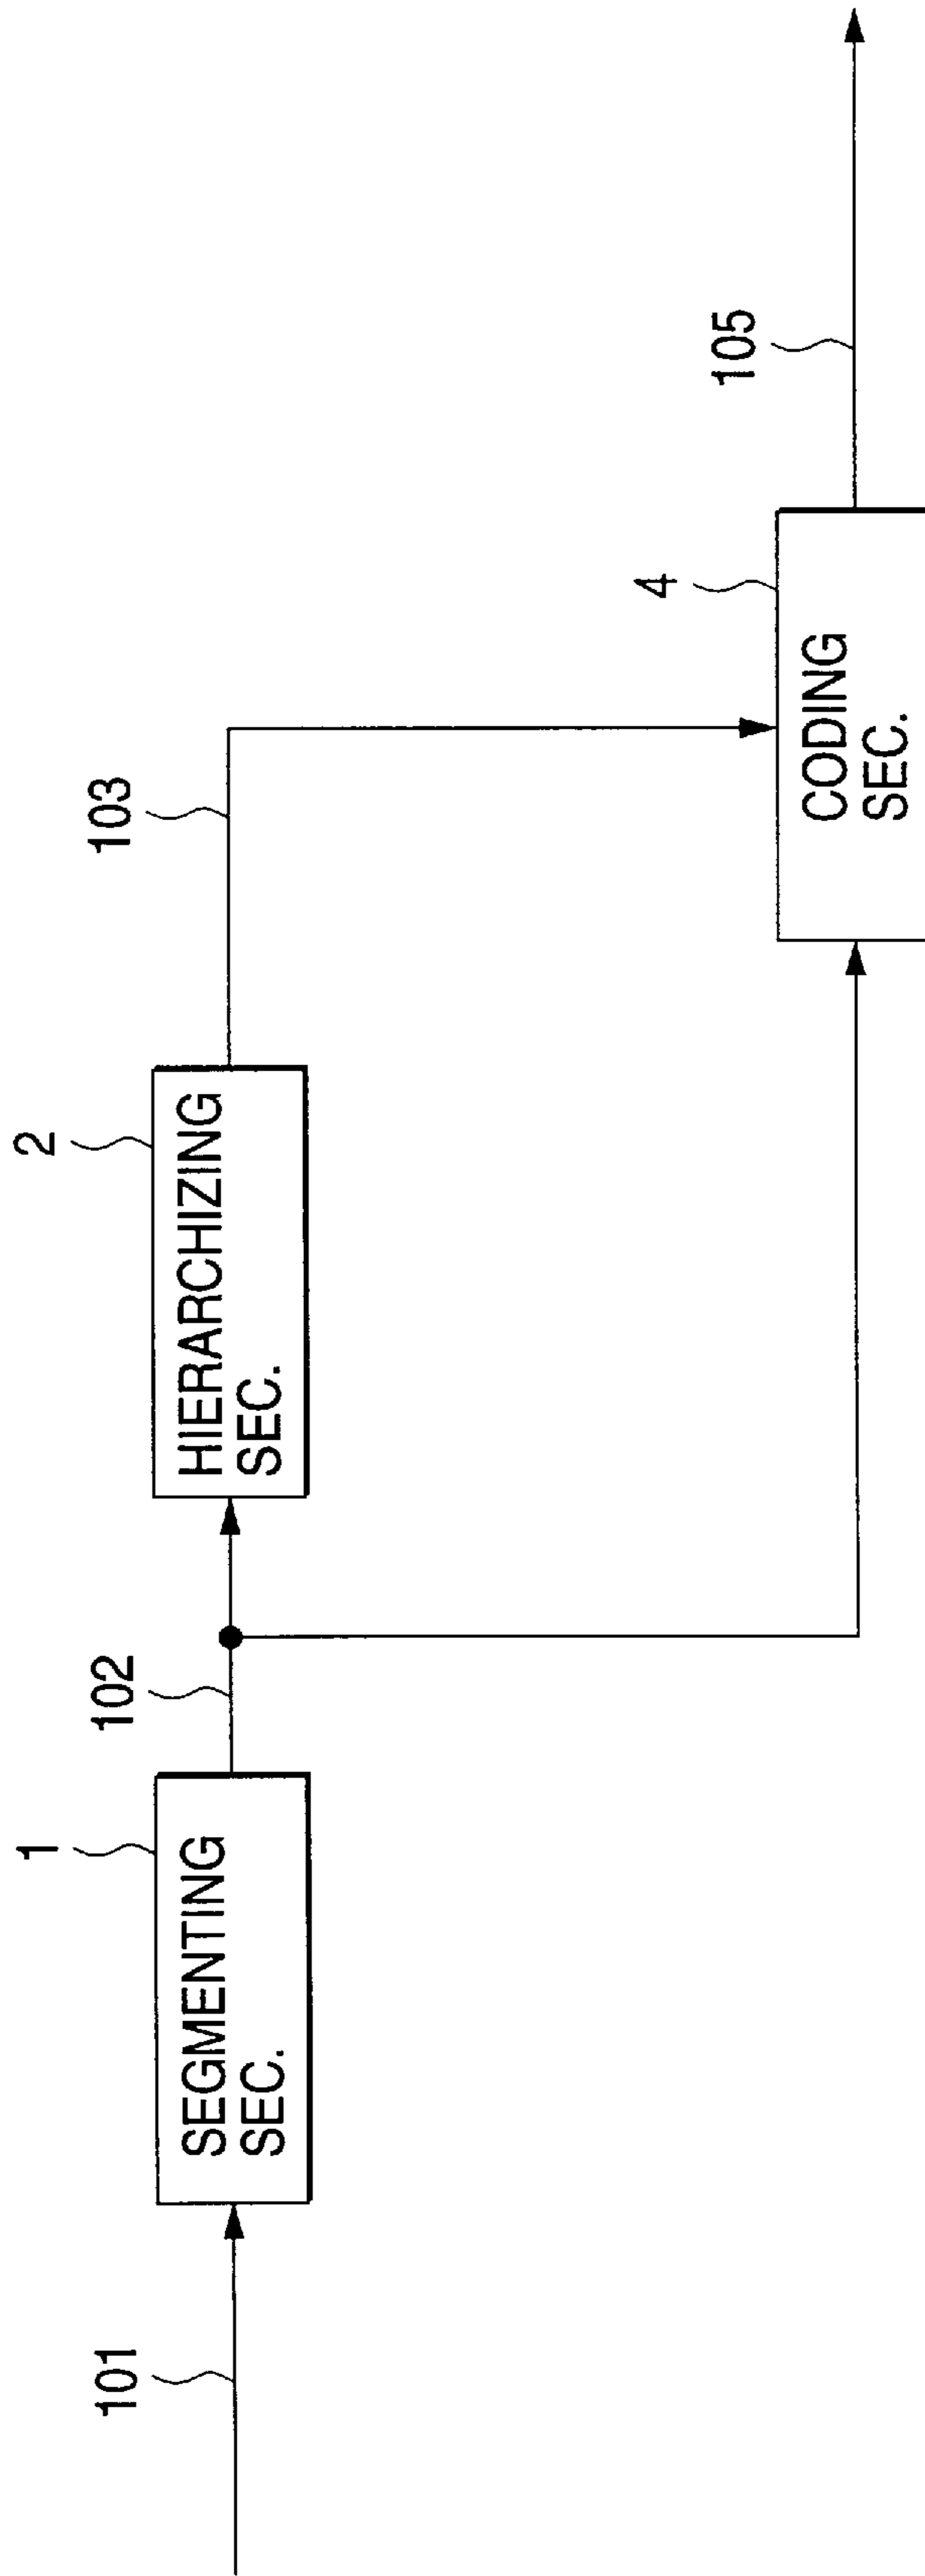 101
1
SEGMENTING
SEC.
102
2
HIERARCHIZING
SEC.
103
4
CODING
SEC.
105